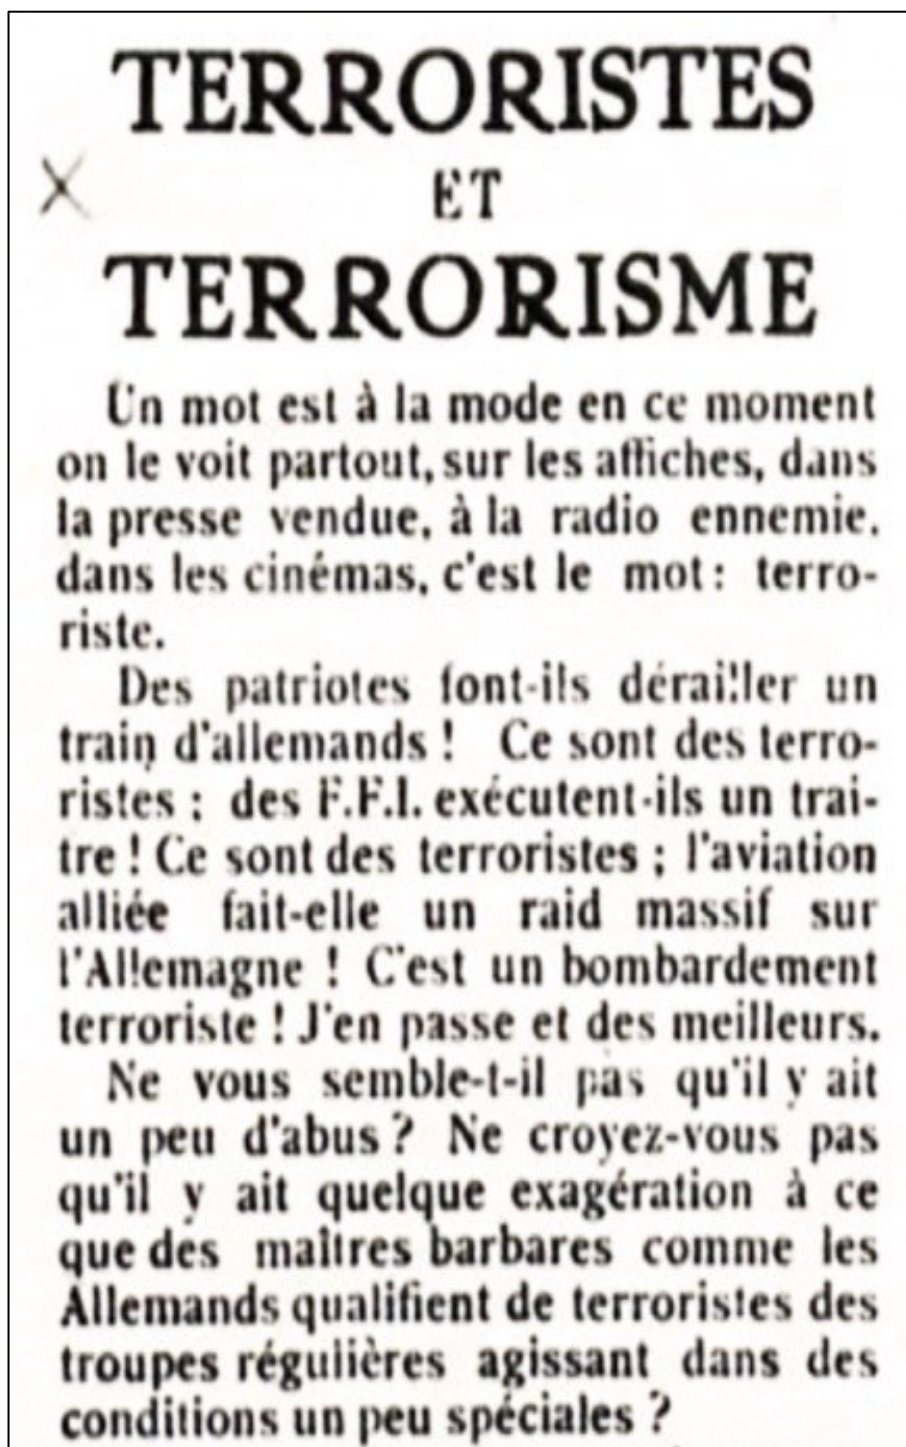 TERRORISTES
ET
TERRORISME
Un mot est à la mode en ce moment
on le voit partout, sur les affiches, dans
la presse vendue, à la radio ennemie,
dans les cinémas, c'est le mot: terro-
riste.
Des patriotes font-ils dérailler un
train d'allemands ! Ce sont des terro-
ristes ; des F.F.I. exécutent-ils un traî-
tre ! Ce sont des terroristes ; l'aviation
alliée fait-elle un raid massif sur
l'Allemagne ! C'est un bombardement
terroriste ! J'en passe et des meilleurs.
Ne vous semble-t-il pas qu'il y ait
un peu d'abus ? Ne croyez-vous pas
qu'il y ait quelque exagération à ce
que des maîtres barbares comme les
Allemands qualifient de terroristes des
troupes régulières agissant dans des
conditions un peu spéciales ?